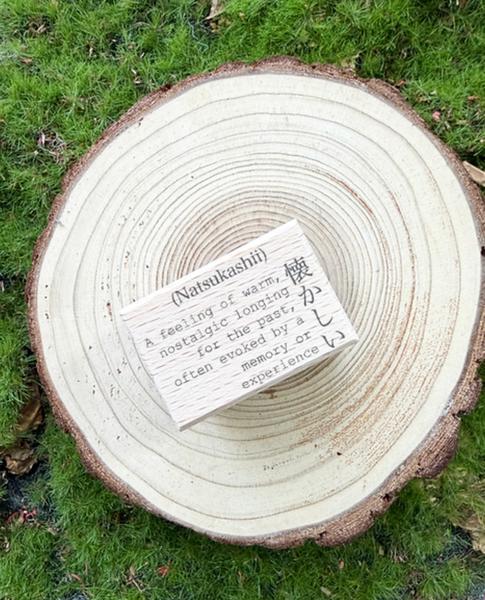 (Natsukashii)
A feeling of warm,
nostalgic longing
for the past,
often evoked by a
memory or
experience
懐かしい